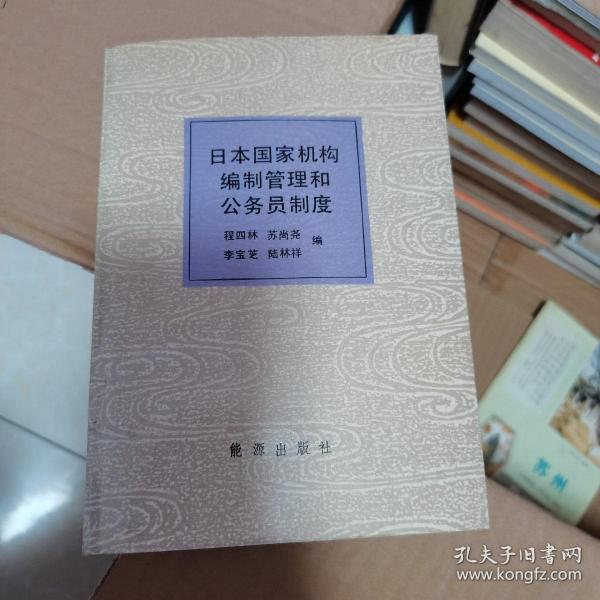 日本国家机构
编制管理和
公务员制度
程四林 苏尚尧
李宝芝 陆林祥
编
能源出版社
苏州
孔夫子旧书网
www.kongfz.com